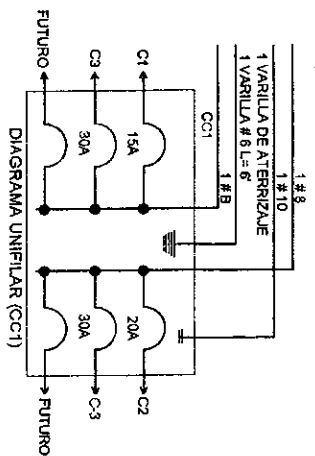 1 # 8
1 # 10
1 VARILLA DE ATERRIZAJE
1 VARILLA # 6 L= 6'
1 # B
CC1
C1
C3
FUTURO
15A
30A
20A
30A
C2
C-3
FUTURO
DIAGRAMA UNIFILAR (CC1)